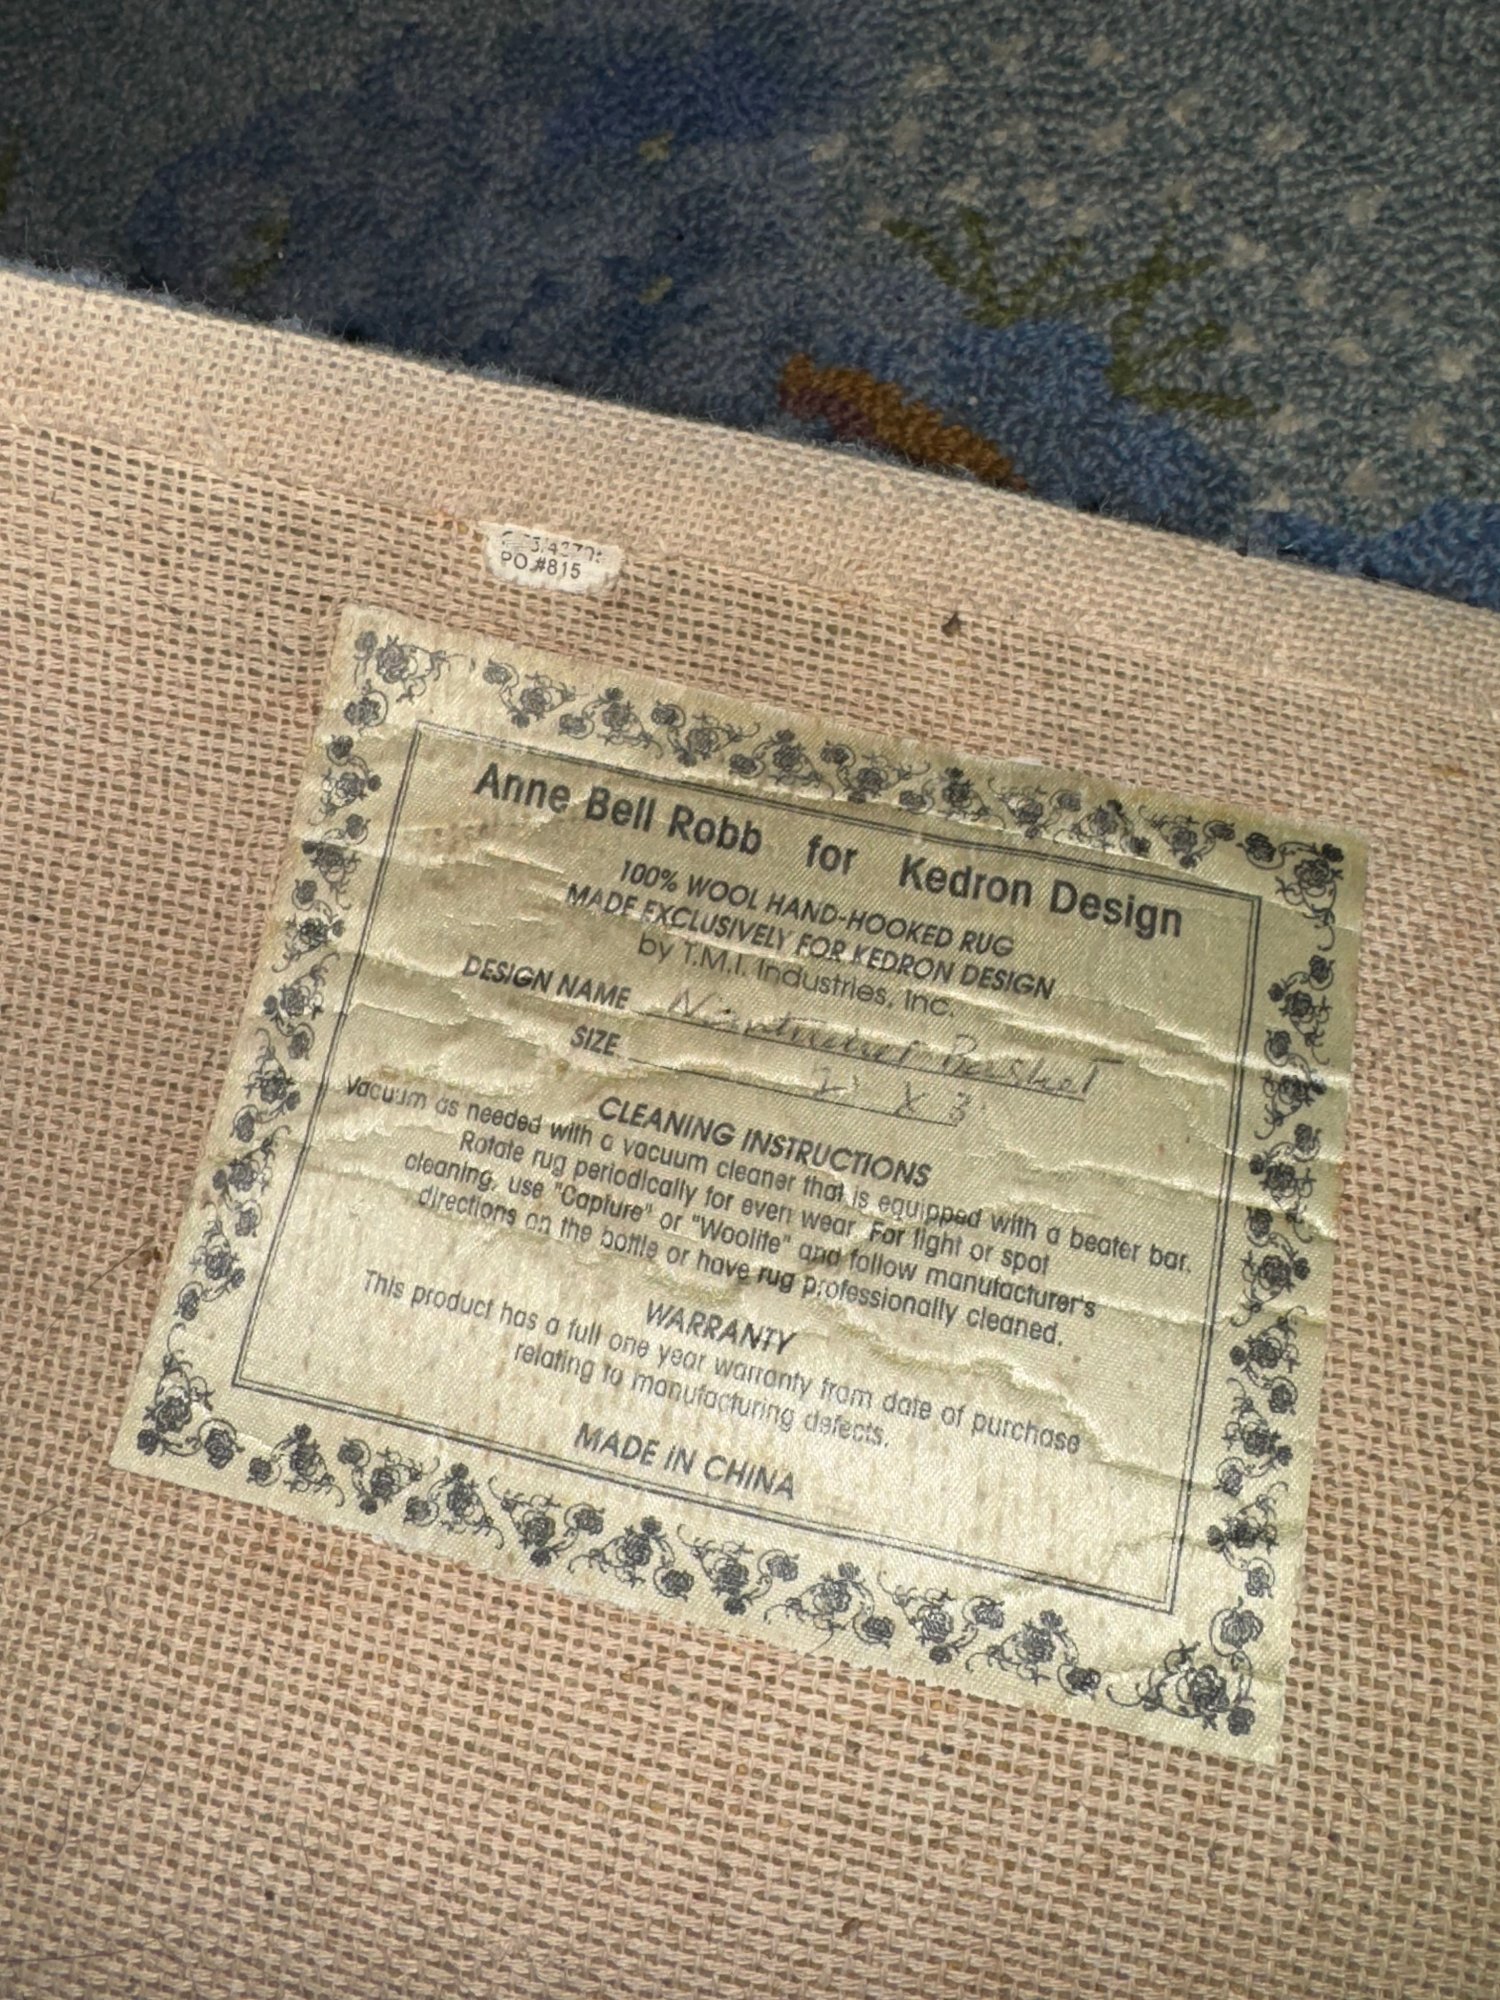 PO #815
Anne Bell Robb for Kedron Design
100% WOOL HAND-HOOKED RUG
MADE EXCLUSIVELY FOR KEDRON DESIGN
by T.M.I. Industries, Inc.
DESIGN NAME Nantucket Basket
SIZE 2' X 3'
CLEANING INSTRUCTIONS
Vacuum as needed with a vacuum cleaner that is equipped with a beater bar.
Rotate rug periodically for even wear. For light or spot
cleaning, use "Capture" or "Woolite" and follow manufacturer's
directions on the bottle or have rug professionally cleaned.
WARRANTY
This product has a full one year warranty from date of purchase
relating to manufacturing defects.
MADE IN CHINA